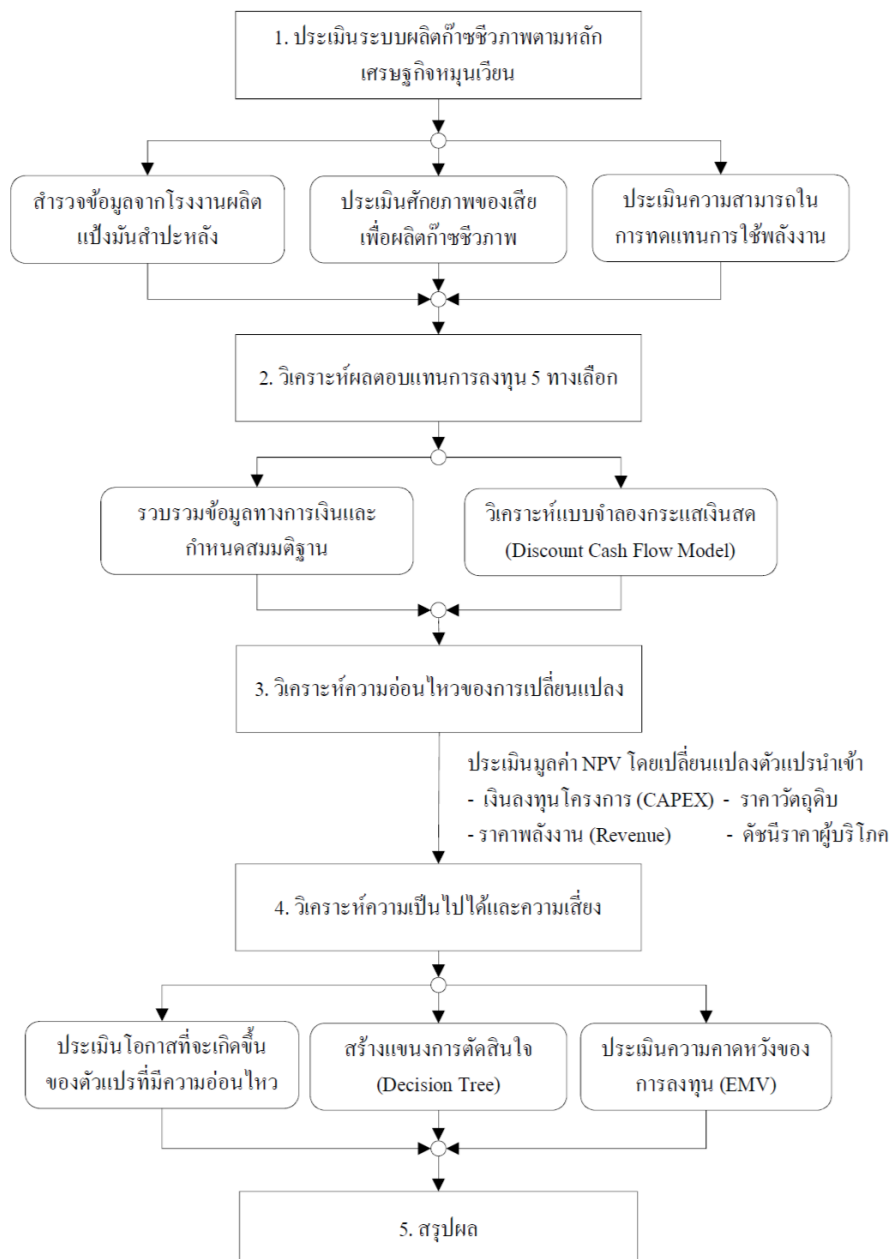 1. ประเมินระบบผลิตก๊าซชีวภาพตามหลัก
เศรษฐกิจหมุนเวียน
สำรวจข้อมูลจากโรงงานผลิต
แป้งมันสำปะหลัง
ประเมินศักยภาพของเสีย
เพื่อผลิตก๊าซชีวภาพ
ประเมินความสามารถใน
การทดแทนการใช้พลังงาน
2. วิเคราะห์ผลตอบแทนการลงทุน 5 ทางเลือก
รวบรวมข้อมูลทางการเงินและ
กำหนดสมมติฐาน
วิเคราะห์แบบจำลองกระแสเงินสด
(Discount Cash Flow Model)
3. วิเคราะห์ความอ่อนไหวของการเปลี่ยนแปลง
ประเมินมูลค่า NPV โดยเปลี่ยนแปลงตัวแปรนำเข้า
- เงินลงทุนโครงการ (CAPEX) - ราคาวัตถุดิบ
- ราคาพลังงาน (Revenue) - ดัชนีราคาผู้บริโภค
4. วิเคราะห์ความเป็นไปได้และความเสี่ยง
ประเมินโอกาสที่จะเกิดขึ้น
ของตัวแปรที่มีความอ่อนไหว
สร้างแขนงการตัดสินใจ
(Decision Tree)
ประเมินความคาดหวังของ
การลงทุน (EMV)
5. สรุปผล